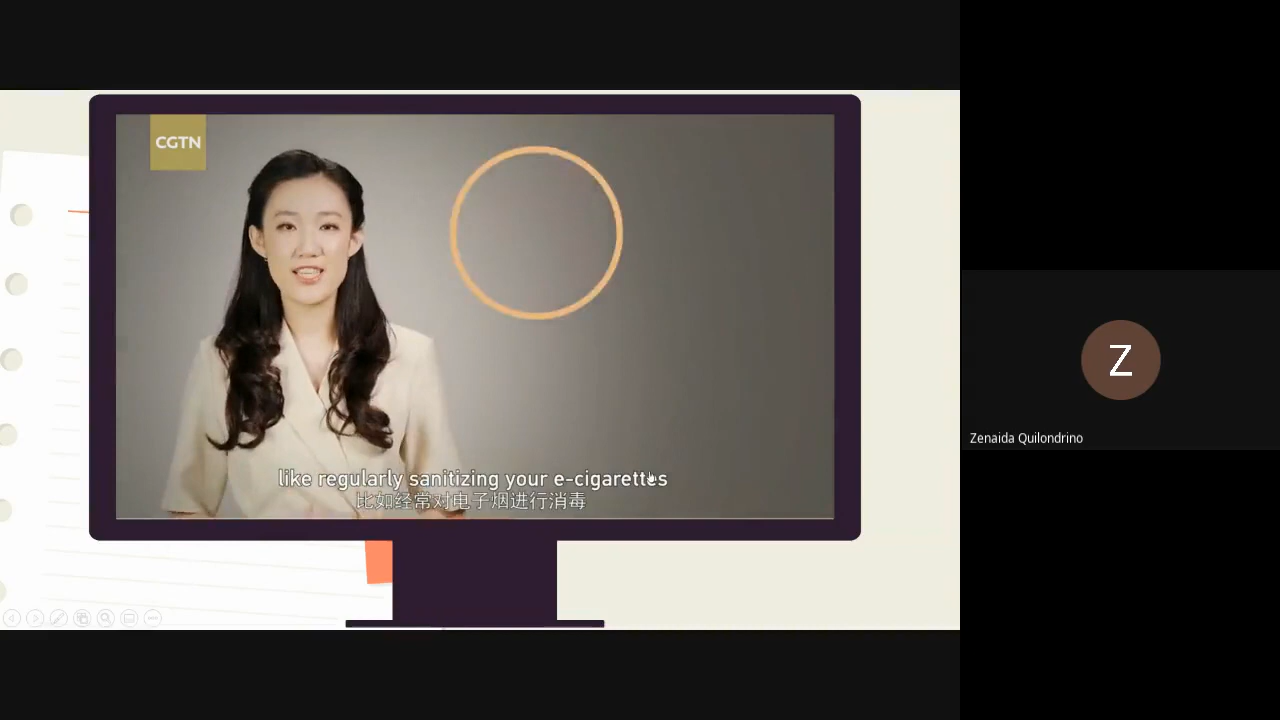 CGTN
like regularly sanitizing your e-cigarettes
比如经常对电子烟进行消毒
Z
Zenaida Quilondrino